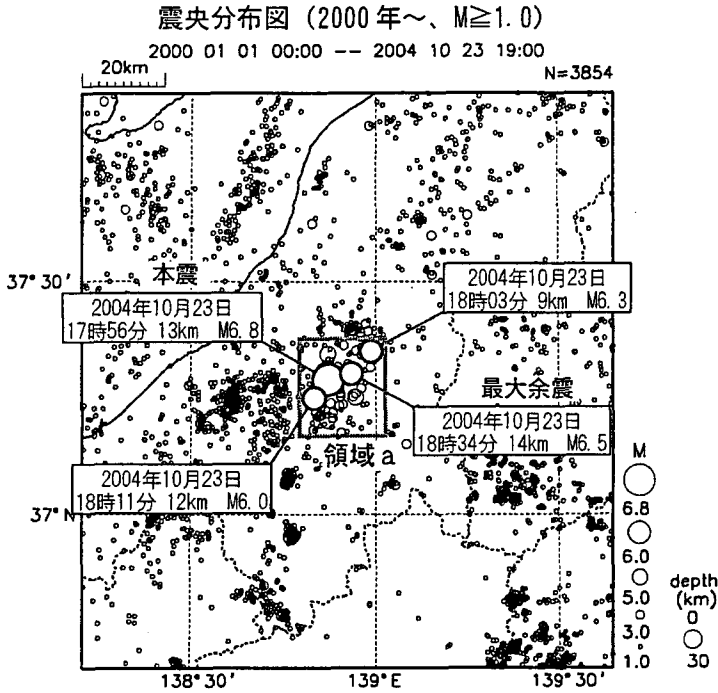 震央分布図（2000年～、M≧1.0）
2000 01 01 00:00 -- 2004 10 23 19:00
20km
N=3854
37°30'
本震
2004年10月23日
17時56分 13km M6.8
2004年10月23日
18時03分 9km M6.3
最大余震
2004年10月23日
18時34分 14km M6.5
領域a
2004年10月23日
18時11分 12km M6.0
37°N
138°30'
139°E
139°30'
M
6.8
6.0
5.0
3.0
1.0
depth
(km)
0
30